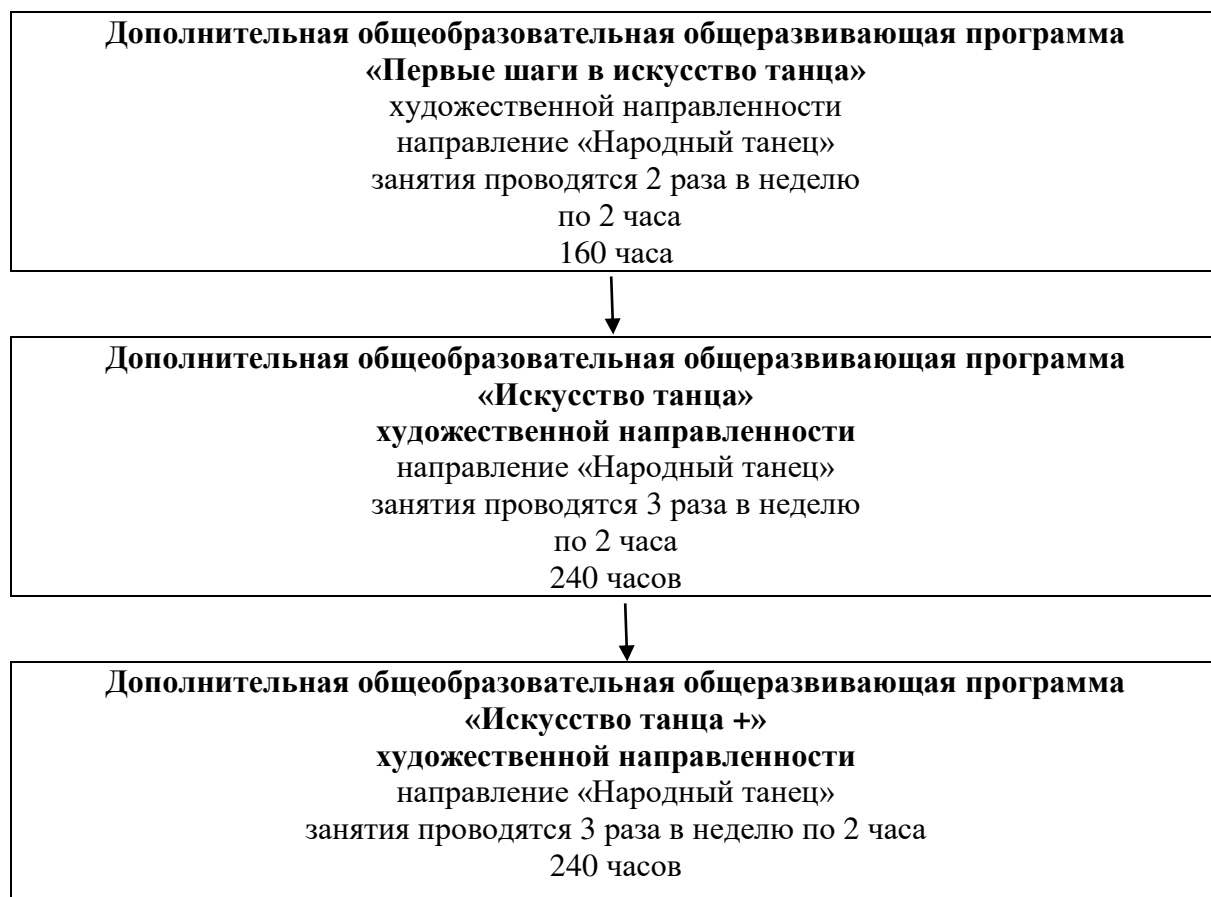 Дополнительная общеобразовательная общеразвивающая программа
«Первые шаги в искусство танца»
художественной направленности
направление «Народный танец»
занятия проводятся 2 раза в неделю
по 2 часа
160 часа
Дополнительная общеобразовательная общеразвивающая программа
«Искусство танца»
художественной направленности
направление «Народный танец»
занятия проводятся 3 раза в неделю
по 2 часа
240 часов
Дополнительная общеобразовательная общеразвивающая программа
«Искусство танца +»
художественной направленности
направление «Народный танец»
занятия проводятся 3 раза в неделю по 2 часа
240 часов